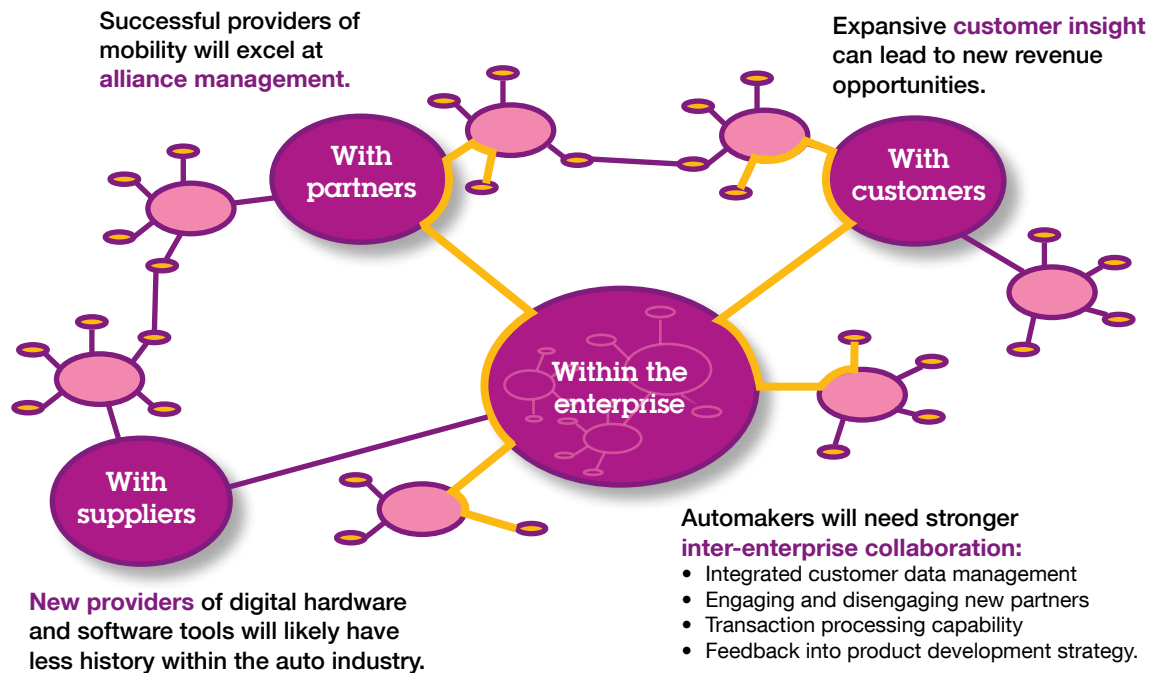 Successful providers of
mobility will excel at
alliance management.
Expansive customer insight
can lead to new revenue
opportunities.
With
partners
With
customers
Within the
enterprise
With
suppliers
New providers of digital hardware
and software tools will likely have
less history within the auto industry.
Automakers will need stronger
inter-enterprise collaboration:
• Integrated customer data management
• Engaging and disengaging new partners
• Transaction processing capability
• Feedback into product development strategy.